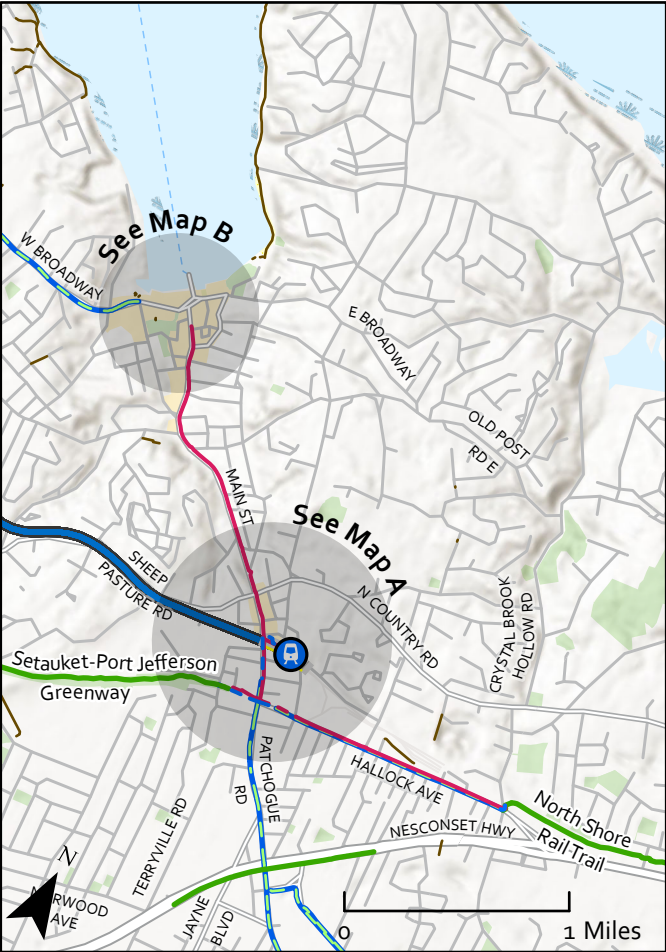 See Map B
W BROADWAY
E BROADWAY
OLD POST
RD E
MAIN ST
See Map A
SHEEP
PASTURE RD
N COUNTRY RD
CRYSTAL BROOK
HOLLOW RD
Setauket-Port Jefferson
Greenway
PATCHOGUE
RD
HALLOCK AVE
North Shore
Rail-Trail
NESCONSET HWY
TERRYVILLE RD
JAYNE
BLVD
N
AVE
0 1 Miles